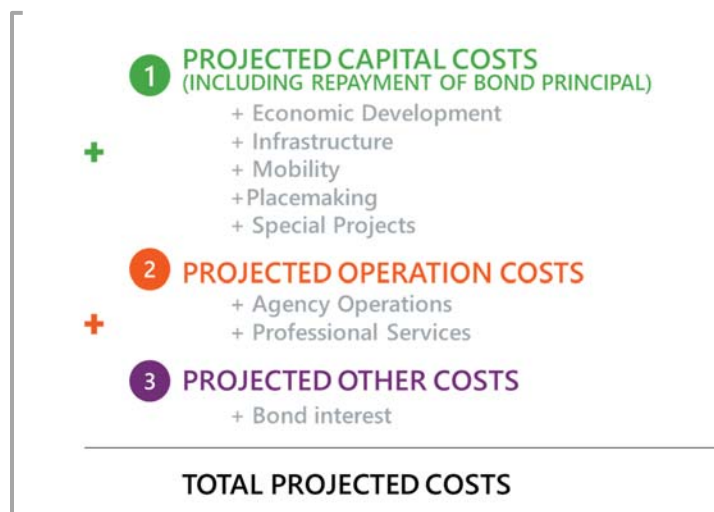 1 PROJECTED CAPITAL COSTS
(INCLUDING REPAYMENT OF BOND PRINCIPAL)
+ Economic Development
+ Infrastructure
+
+ Mobility
+Placemaking
+ Special Projects
2 PROJECTED OPERATION COSTS
+ Agency Operations
+
+ Professional Services
3 PROJECTED OTHER COSTS
+ Bond interest
TOTAL PROJECTED COSTS